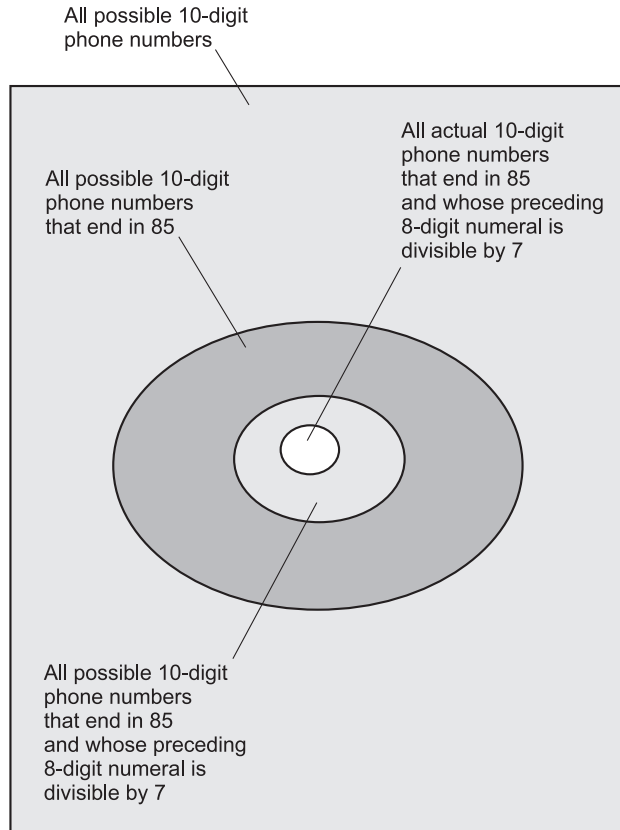 All possible 10-digit
phone numbers
All actual 10-digit
phone numbers
that end in 85
and whose preceding
8-digit numeral is
divisible by 7
All possible 10-digit
phone numbers
that end in 85
All possible 10-digit
phone numbers
that end in 85
and whose preceding
8-digit numeral is
divisible by 7